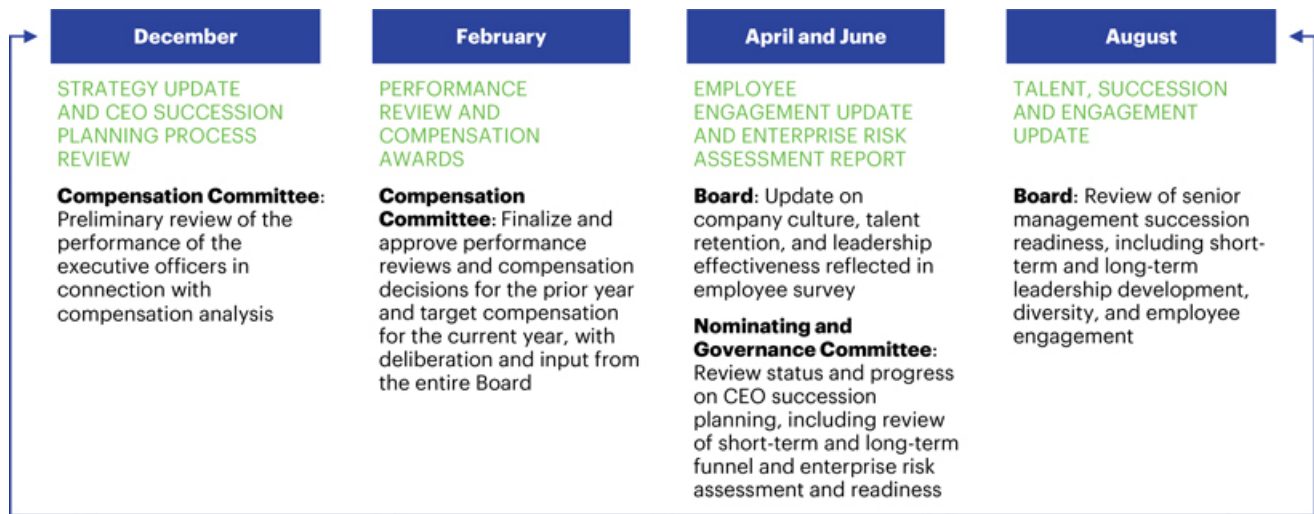 December
STRATEGY UPDATE
AND CEO SUCCESSION
PLANNING PROCESS
REVIEW
Compensation Committee:
Preliminary review of the
performance of the
executive officers in
connection with
compensation analysis
February
PERFORMANCE
REVIEW AND
COMPENSATION
AWARDS
Compensation
Committee: Finalize and
approve performance
reviews and compensation
decisions for the prior year
and target compensation
for the current year, with
deliberation and input from
the entire Board
April and June
EMPLOYEE
ENGAGEMENT UPDATE
AND ENTERPRISE RISK
ASSESSMENT REPORT
Board: Update on
company culture, talent
retention, and leadership
effectiveness reflected in
employee survey
Nominating and
Governance Committee:
Review status and progress
on CEO succession
planning, including review
of short-term and long-term
funnel and enterprise risk
assessment and readiness
August
TALENT, SUCCESSION
AND ENGAGEMENT
UPDATE
Board: Review of senior
management succession
readiness, including short-
term and long-term
leadership development,
diversity, and employee
engagement